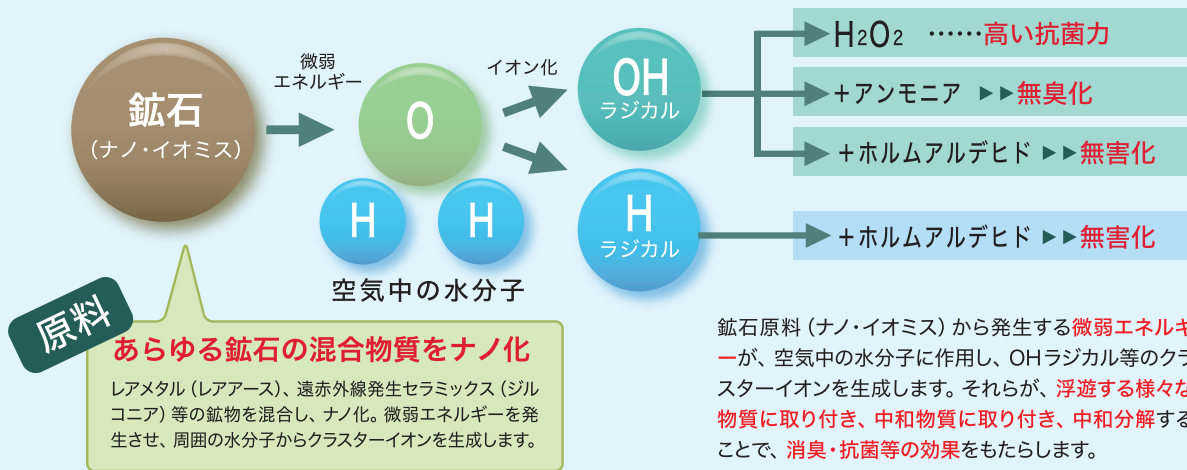 鉱石
(ナノ・イオミス)
微弱
エネルギー
O
H
H
空気中の水分子
イオン化
OH
ラジカル
H
ラジカル
H2O2 ……高い抗菌力
+アンモニア ▶▶無臭化
+ホルムアルデヒド ▶▶無害化
+ホルムアルデヒド ▶▶無害化
原料
あらゆる鉱石の混合物質をナノ化
レアメタル(レアアース)、遠赤外線発生セラミックス(ジル
コニア)等の鉱物を混合し、ナノ化。微弱エネルギーを発
生させ、周囲の水分子からクラスターイオンを生成します。
鉱石原料(ナノ・イオミス)から発生する微弱エネルギ
ーが、空気中の水分子に作用し、OHラジカル等のクラ
スターイオンを生成します。それらが、浮遊する様々な
物質に取り付き、中和物質に取り付き、中和分解する
ことで、消臭・抗菌等の効果をもたらします。